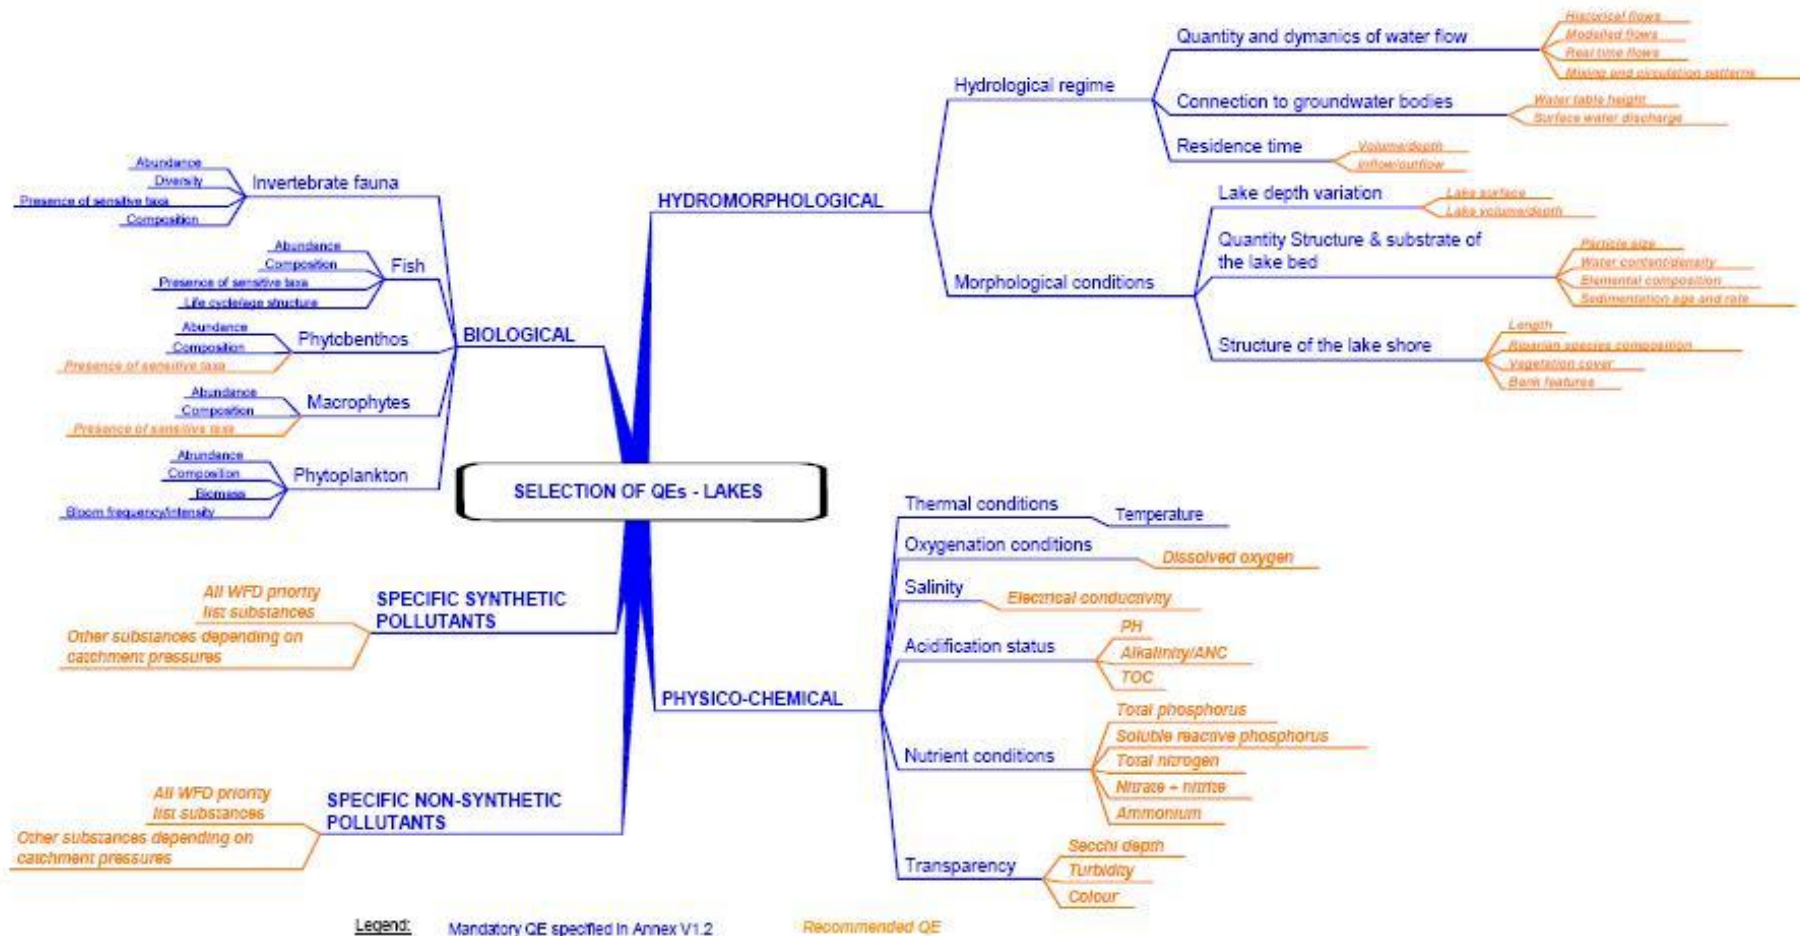 Historical flows
Modelled flows
Real time flows
Mixing and circulation patterns
Quantity and dymanics of water flow
Hydrological regime
Connection to groundwater bodies
Water table height
Surface water discharge
Residence time
Volume/depth
Inflow/outflow
HYDROMORPHOLOGICAL
Lake depth variation
Lake surface
Lake volume/depth
Quantity Structure & substrate of
the lake bed
Particle size
Water content/density
Elemental composition
Sedimentation age and rate
Morphological conditions
Structure of the lake shore
Length
Riparian species composition
Vegetation cover
Bank features
Abundance
Diversity
Presence of sensitive taxa
Composition
Invertebrate fauna
Abundance
Composition
Presence of sensitive taxa
Life cycle/age structure
Fish
Abundance
Composition
Presence of sensitive taxa
Phytobenthos
BIOLOGICAL
Abundance
Composition
Presence of sensitive taxa
Macrophytes
Abundance
Composition
Biomass
Bloom frequency/intensity
Phytoplankton
SELECTION OF QEs - LAKES
Thermal conditions
Temperature
Oxygenation conditions
Dissolved oxygen
Salinity
Electrical conductivity
Acidification status
PH
Alkalinity/ANC
TOC
PHYSICO-CHEMICAL
Nutrient conditions
Total phosphorus
Soluble reactive phosphorus
Total nitrogen
Nitrate + nitrite
Ammonium
Transparency
Secchi depth
Turbidity
Colour
All WFD priority
list substances
Other substances depending on
catchment pressures
SPECIFIC SYNTHETIC
POLLUTANTS
All WFD priority
list substances
Other substances depending on
catchment pressures
SPECIFIC NON-SYNTHETIC
POLLUTANTS
Legend:
Mandatory QE specified in Annex V1.2
Recommended QE